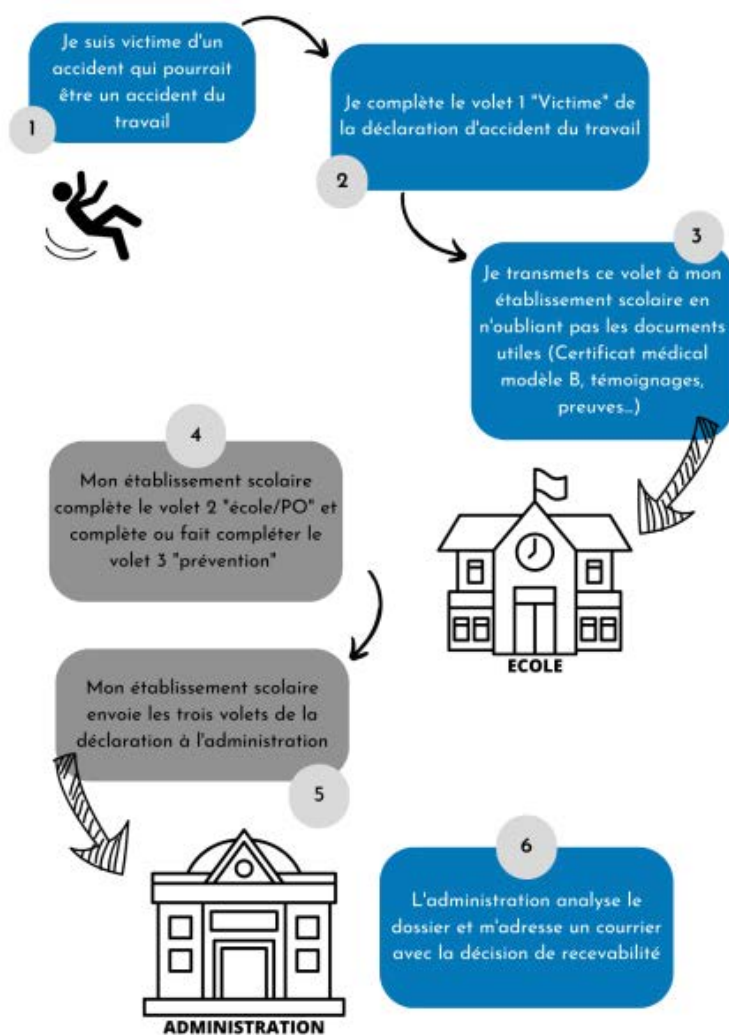 Je suis victime d'un
accident qui pourrait
être un accident du
travail
1
Je complète le volet 1 "Victime" de
la déclaration d'accident du travail
2
3
Je transmets ce volet à mon
établissement scolaire en
n'oubliant pas les documents
utiles (Certificat médical
modèle B, témoignages,
preuves...)
4
Mon établissement scolaire
complète le volet 2 "école/PO" et
complète ou fait compléter le
volet 3 "prévention"
ECOLE
Mon établissement scolaire
envoie les trois volets de la
déclaration à l'administration
5
6
L'administration analyse le
dossier et m'adresse un courrier
avec la décision de recevabilité
ADMINISTRATION